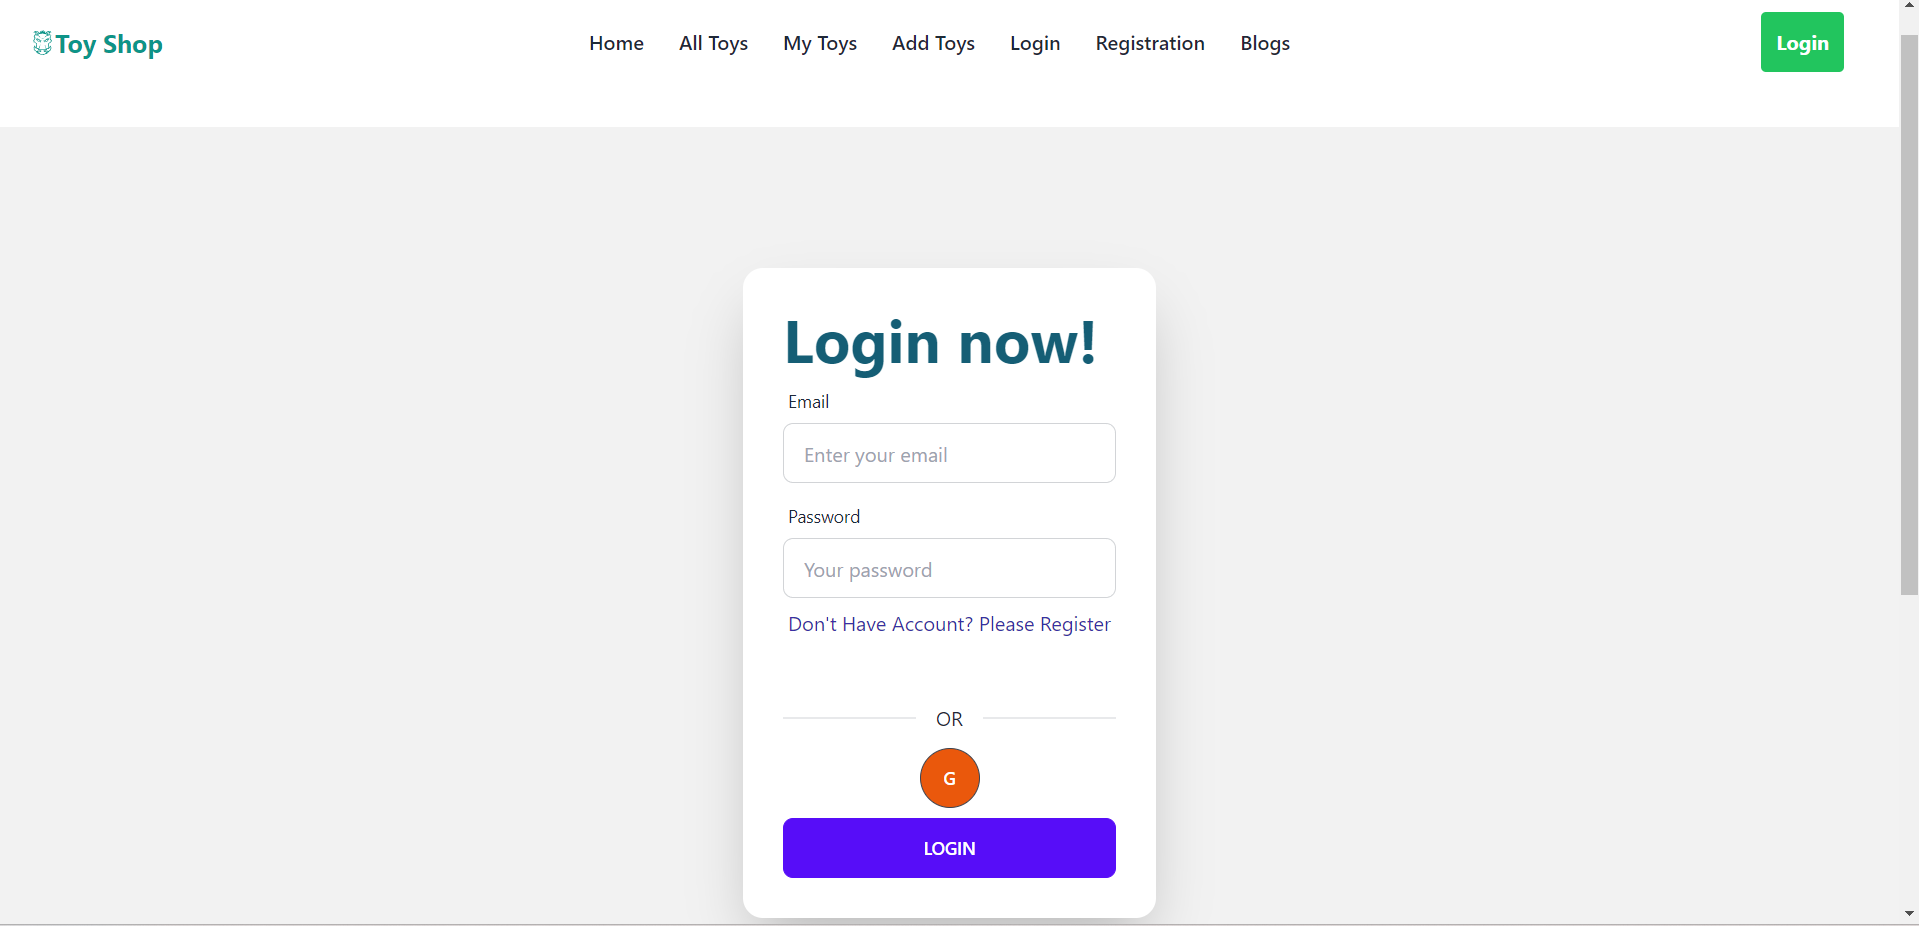 Toy Shop
Home All Toys My Toys Add Toys Login Registration Blogs
Login
Login now!
Email
Enter your email
Password
Your password
Don't Have Account? Please Register
OR
G
LOGIN